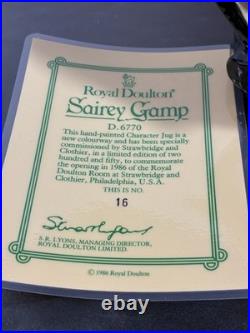 Royal Doulton®
Sairey Gamp
D.6770
This hand-painted Character Jug is a
new colourway and has been specially
commissioned by Strawbridge and
Clothier, in a limited edition of two
hundred and fifty, to commemorate
the opening in 1986 of the Royal
Doulton Room at Strawbridge and
Clothier, Philadelphia, U.S.A.
THIS IS NO.
16
S.R. LYONS, MANAGING DIRECTOR,
ROYAL DOULTON LIMITED.
© 1986 Royal Doulton